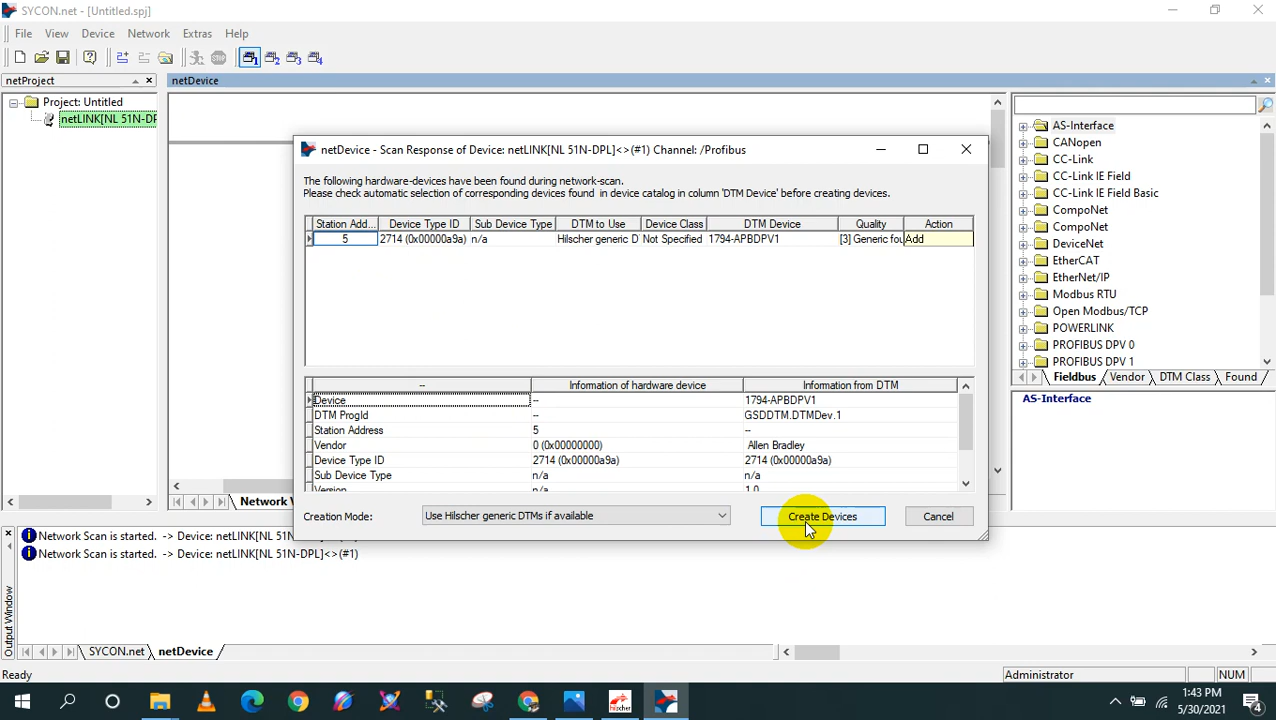 SYCON.net - [Untitled.spj]
File View Device Network Extras Help
netProject
netDevice
Project: Untitled
netLINK[NL 51N-DP
netDevice - Scan Response of Device: netLINK[NL 51N-DPL]<>(#1) Channel: /Profibus
The following hardware-devices have been found during network-scan.
Please check automatic selection of corresponding devices found in device catalog in column 'DTM Device' before creating devices.
Station Add... Device Type ID Sub Device Type DTM to Use Device Class DTM Device Quality Action
5 2714 (0x00000a9a) n/a Hilscher generic D Not Specified 1794-APBDPV1 [3] Generic fou Add
-- Information of hardware device Information from DTM
Device -- 1794-APBDPV1
DTM ProgId -- GSDDTM.DTMDev.1
Station Address 5 --
Vendor 0 (0x00000000) Allen Bradley
Device Type ID 2714 (0x00000a9a) 2714 (0x00000a9a)
Sub Device Type n/a n/a
Version n/a 1.0
Creation Mode: Use Hilscher generic DTMs if available Create Devices Cancel
AS-Interface
CANopen
CC-Link
CC-Link IE Field
CC-Link IE Field Basic
CompoNet
CompoNet
DeviceNet
EtherCAT
EtherNet/IP
Modbus RTU
Open Modbus/TCP
POWERLINK
PROFIBUS DPV 0
PROFIBUS DPV 1
Fieldbus Vendor DTM Class Found
AS-Interface
Network V
Network Scan is started. -> Device: netLINK[NL 51N-DPL]<>(#1)
Network Scan is started. -> Device: netLINK[NL 51N-DPL]<>(#1)
Output Window
SYCON.net netDevice
Ready Administrator NUM
hilscher
1:43 PM
5/30/2021
4